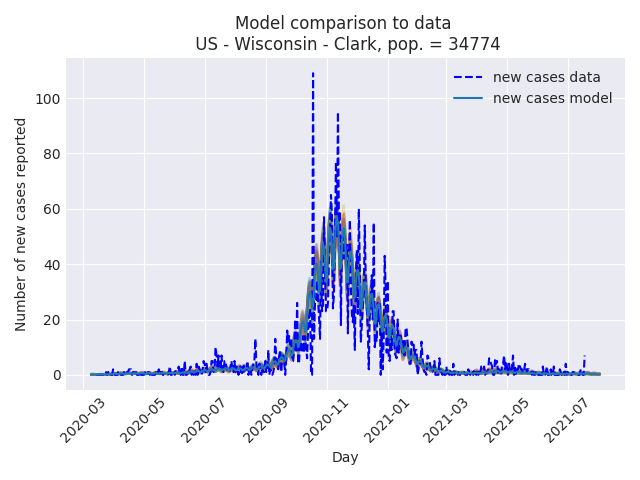 Model comparison to data
US - Wisconsin - Clark, pop. = 34774
new cases data
new cases model
Number of new cases reported
100
80
60
40
20
0
2020-03
2020-05
2020-07
2020-09
2020-11
2021-01
2021-03
2021-05
2021-07
Day